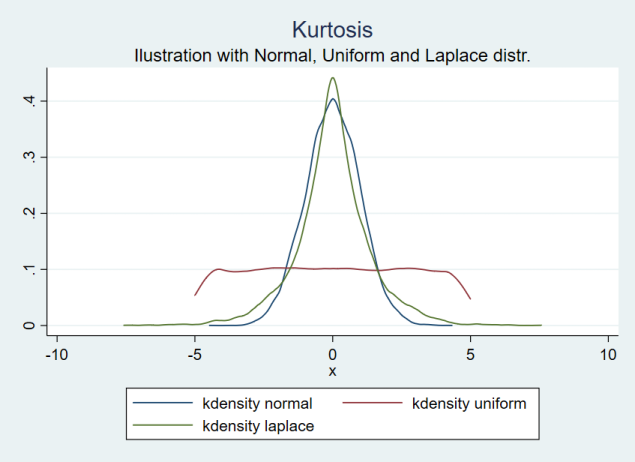 Kurtosis
Ilustration with Normal, Uniform and Laplace distr.
.4
.3
.2
.1
0
-10 -5 0 5 10
x
kdensity normal kdensity uniform
kdensity laplace